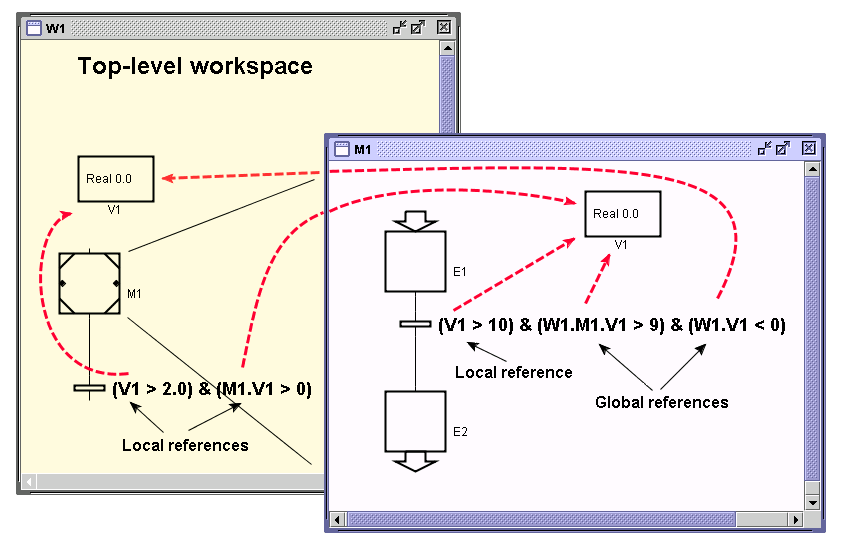 W1
Top-level workspace
Real 0.0
V1
M1
(V1 > 2.0) & (M1.V1 > 0)
Local references
M1
Real 0.0
V1
E1
(V1 > 10) & (W1.M1.V1 > 9) & (W1.V1 < 0)
Local reference
Global references
E2